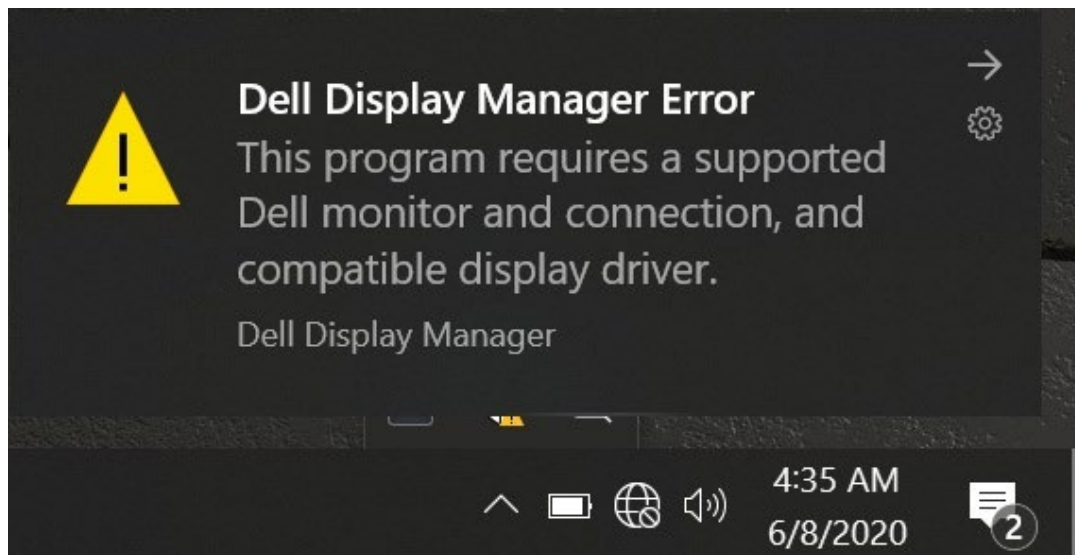 Dell Display Manager Error
This program requires a supported
Dell monitor and connection, and
compatible display driver.
Dell Display Manager
4:35 AM
6/8/2020
2